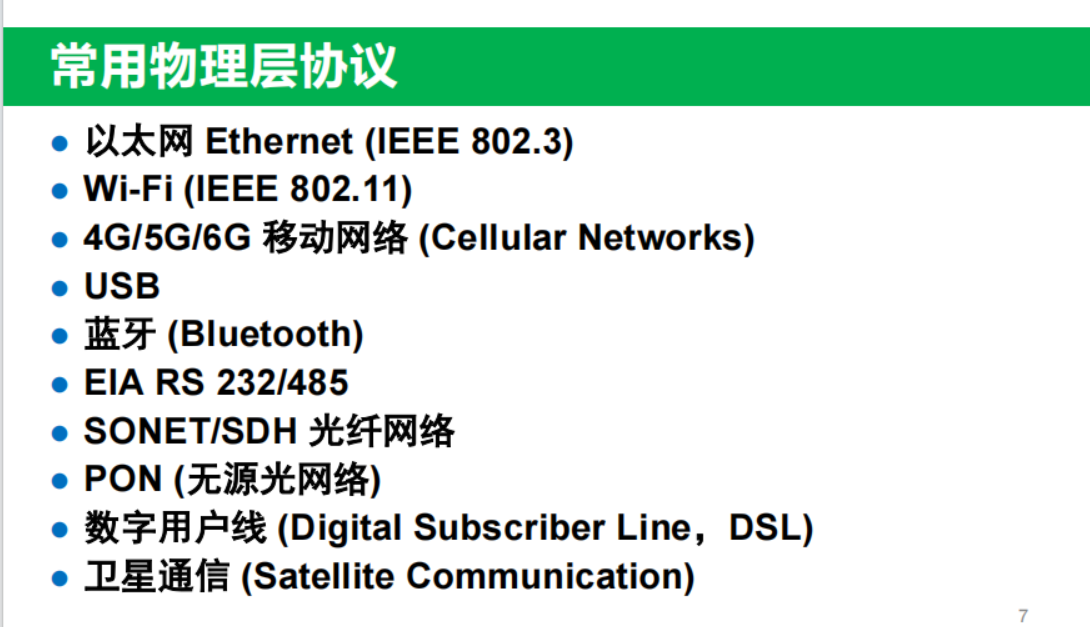 常用物理层协议
以太网 Ethernet (IEEE 802.3)
Wi-Fi (IEEE 802.11)
4G/5G/6G 移动网络 (Cellular Networks)
USB
蓝牙 (Bluetooth)
EIA RS 232/485
SONET/SDH 光纤网络
PON (无源光网络)
数字用户线 (Digital Subscriber Line，DSL)
卫星通信 (Satellite Communication)
7